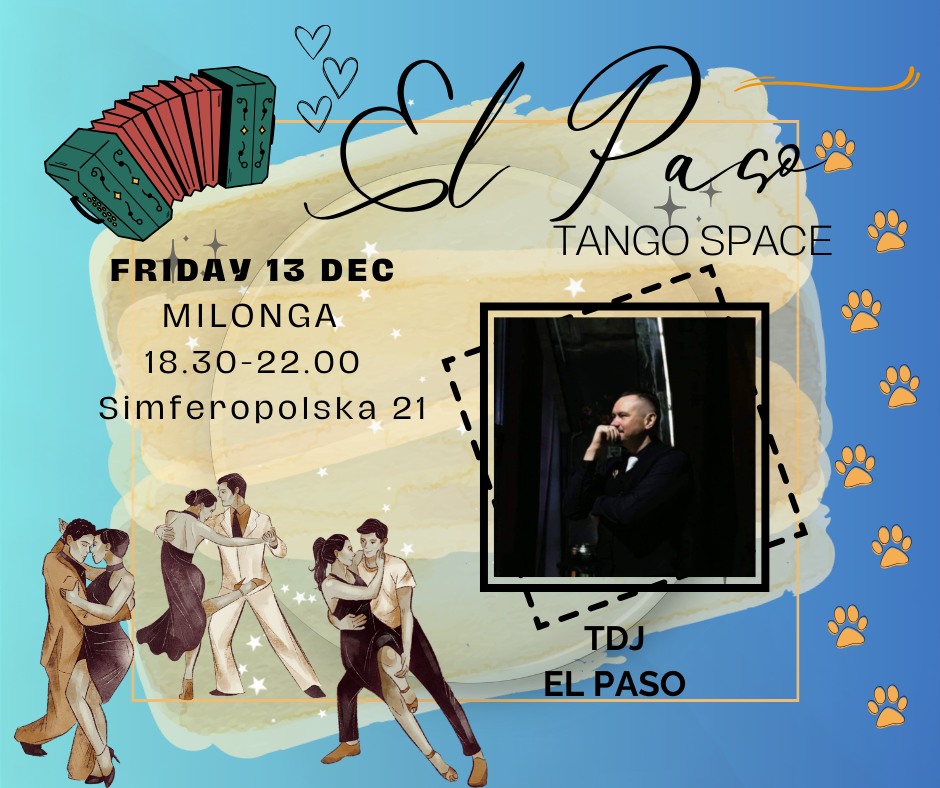 El Paso
TANGO SPACE
FRIDAY 13 DEC
MILONGA
18.30-22.00
Simferopolska 21
TDJ
EL PASO